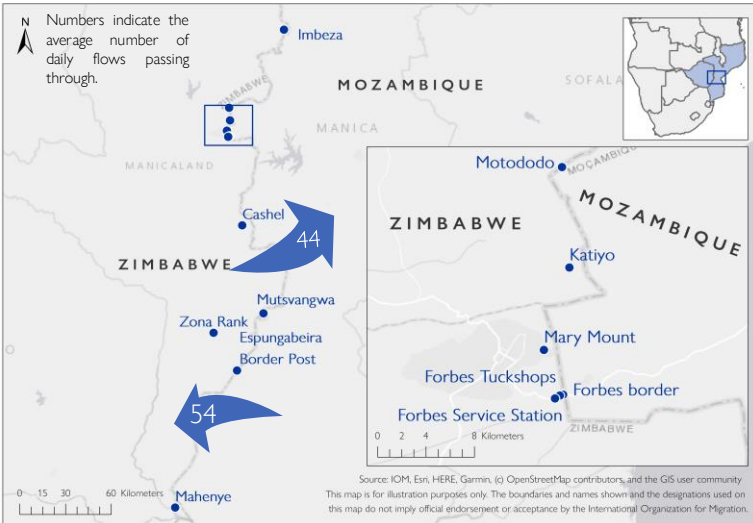 N
Numbers indicate the
average number of
daily flows passing
through.
Imbeza
ZIMBABWE
MOZAMBIQUE
SOFALA
MANICA
MANICALAND
Cashel
ZIMBABWE
44
Mutsvangwa
Zona Rank
Espungabeira
Border Post
54
0 15 30 60 Kilometers
Mahenye
Motododo
MOÇAMBIQUE
ZIMBABWE
MOZAMBIQUE
Katiyo
Mary Mount
Forbes Tuckshops
Forbes border
Forbes Service Station
ZIMBABWE
0 2 4 8 Kilometers
Source: IOM, Esri, HERE, Garmin, (c) OpenStreetMap contributors, and the GIS user community
This map is for illustration purposes only. The boundaries and names shown and the designations used on
this map do not imply official endorsement or acceptance by the International Organization for Migration.